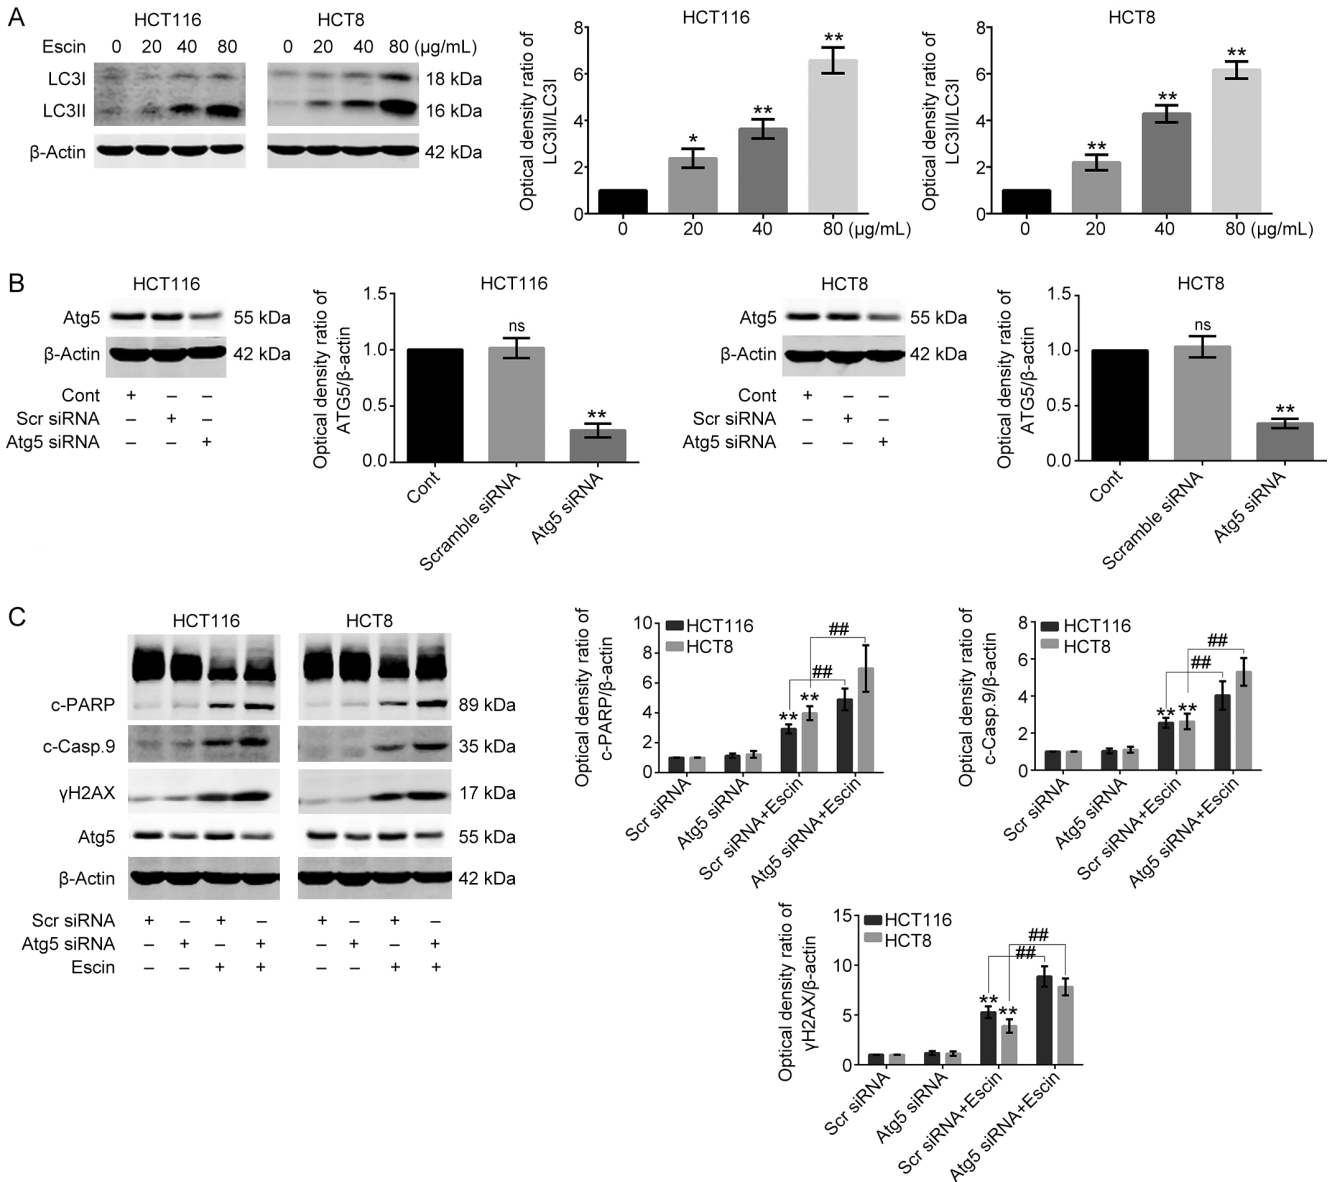 A
HCT116
HCT8
Escin 0 20 40 80 0 20 40 80 (µg/mL)
LC3I 18 kDa
LC3II 16 kDa
β-Actin 42 kDa
HCT116
Optical density ratio of
LC3II/LC3I
8
6
4
2
0
*
**
**
0 20 40 80 (µg/mL)
HCT8
Optical density ratio of
LC3II/LC3I
8
6
4
2
0
**
**
**
0 20 40 80 (µg/mL)
B
HCT116
Atg5 55 kDa
β-Actin 42 kDa
Cont + – –
Scr siRNA – + –
Atg5 siRNA – – +
HCT116
Optical density ratio of
ATG5/β-actin
1.5
1.0
0.5
0.0
ns
**
Cont
Scramble siRNA
Atg5 siRNA
HCT8
Atg5 55 kDa
β-Actin 42 kDa
Cont + – –
Scr siRNA – + –
Atg5 siRNA – – +
HCT8
Optical density ratio of
ATG5/β-actin
1.5
1.0
0.5
0.0
ns
**
Cont
Scramble siRNA
Atg5 siRNA
C
HCT116
HCT8
c-PARP 89 kDa
c-Casp.9 35 kDa
γH2AX 17 kDa
Atg5 55 kDa
β-Actin 42 kDa
Scr siRNA + – + – + – + –
Atg5 siRNA – + – + – + – +
Escin – – + + – – + +
Optical density ratio of
c-PARP/β-actin
10
8
6
4
2
0
HCT116
HCT8
##
##
**
**
Scr siRNA
Atg5 siRNA
Scr siRNA+Escin
Atg5 siRNA+Escin
Optical density ratio of
c-Casp.9/β-actin
8
6
4
2
0
HCT116
HCT8
##
##
**
**
Scr siRNA
Atg5 siRNA
Scr siRNA+Escin
Atg5 siRNA+Escin
Optical density ratio of
γH2AX/β-actin
15
10
5
0
HCT116
HCT8
##
##
**
**
Scr siRNA
Atg5 siRNA
Scr siRNA+Escin
Atg5 siRNA+Escin